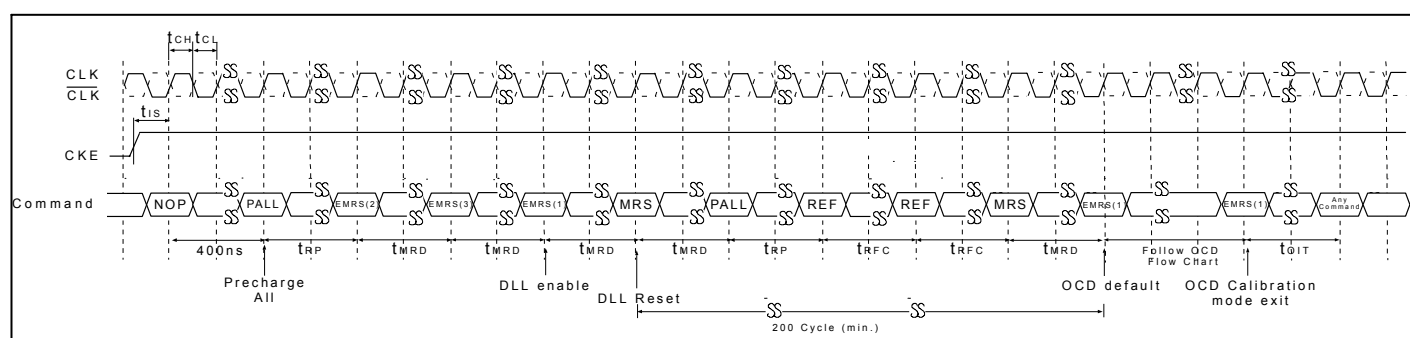 tCH tCL
CLK
CLK
tIS
CKE
Command NOP PALL EMRS(2) EMRS(3) EMRS(1) MRS PALL REF REF MRS EMRS(1) EMRS(1) Any Command
400ns tRP tMRD tMRD tMRD tMRD tRP tRFC tRFC tMRD Follow OCD Flow Chart tOIT
Precharge All
DLL enable
DLL Reset
OCD default
OCD Calibration mode exit
200 Cycle (min.)